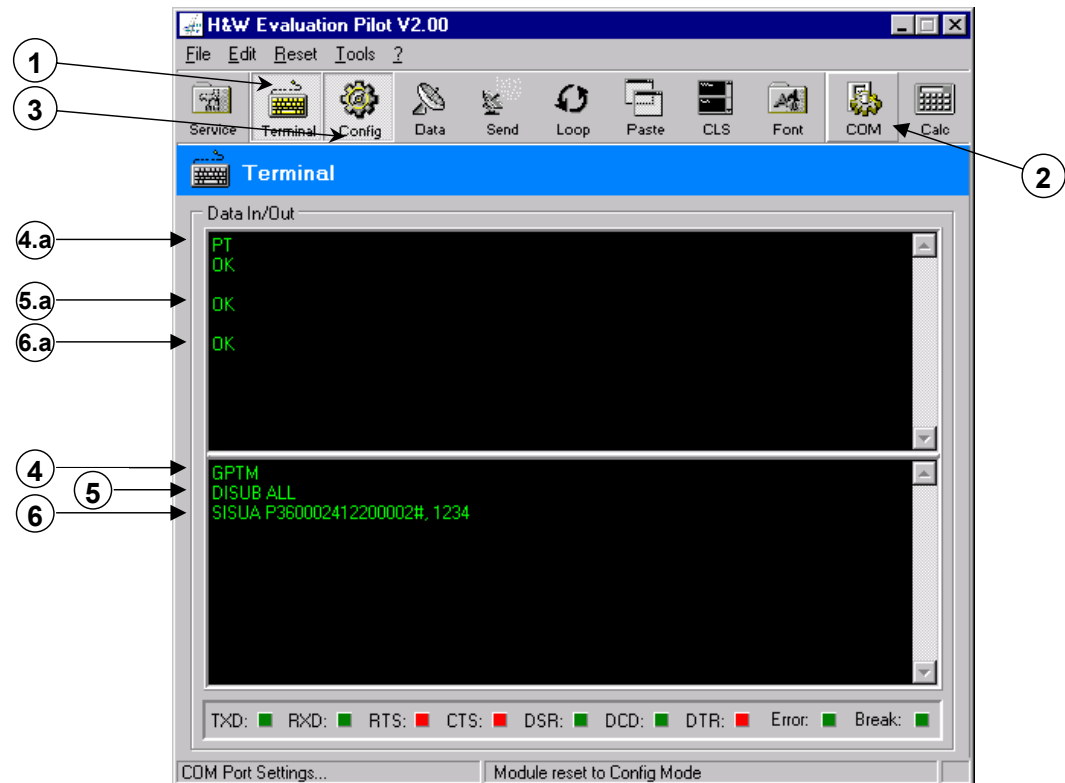 H&W Evaluation Pilot V2.00
File Edit Reset Tools ?
1
3
Service Terminal Config Data Send Loop Paste CLS Font COM Calc
2
Terminal
Data In/Out
4.a
PT
OK
5.a
OK
6.a
OK
4
GPTM
5
DISUB ALL
6
SISUA P360002412200002#, 1234
TXD: RXD: RTS: CTS: DSR: DCD: DTR: Error: Break:
COM Port Settings... Module reset to Config Mode